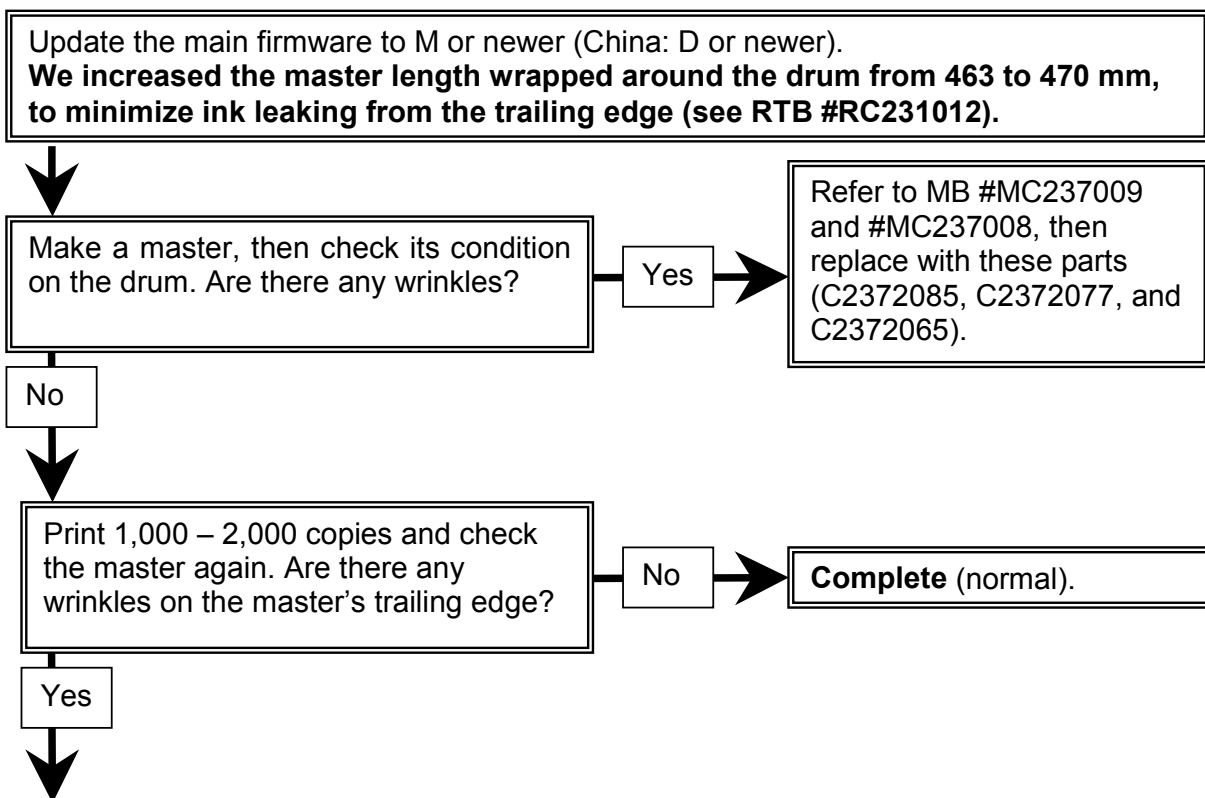 Update the main firmware to M or newer (China: D or newer).
We increased the master length wrapped around the drum from 463 to 470 mm,
to minimize ink leaking from the trailing edge (see RTB #RC231012).
Make a master, then check its condition
on the drum. Are there any wrinkles?
Yes
Refer to MB #MC237009
and #MC237008, then
replace with these parts
(C2372085, C2372077, and
C2372065).
No
Print 1,000 – 2,000 copies and check
the master again. Are there any
wrinkles on the master’s trailing edge?
No
Complete (normal).
Yes